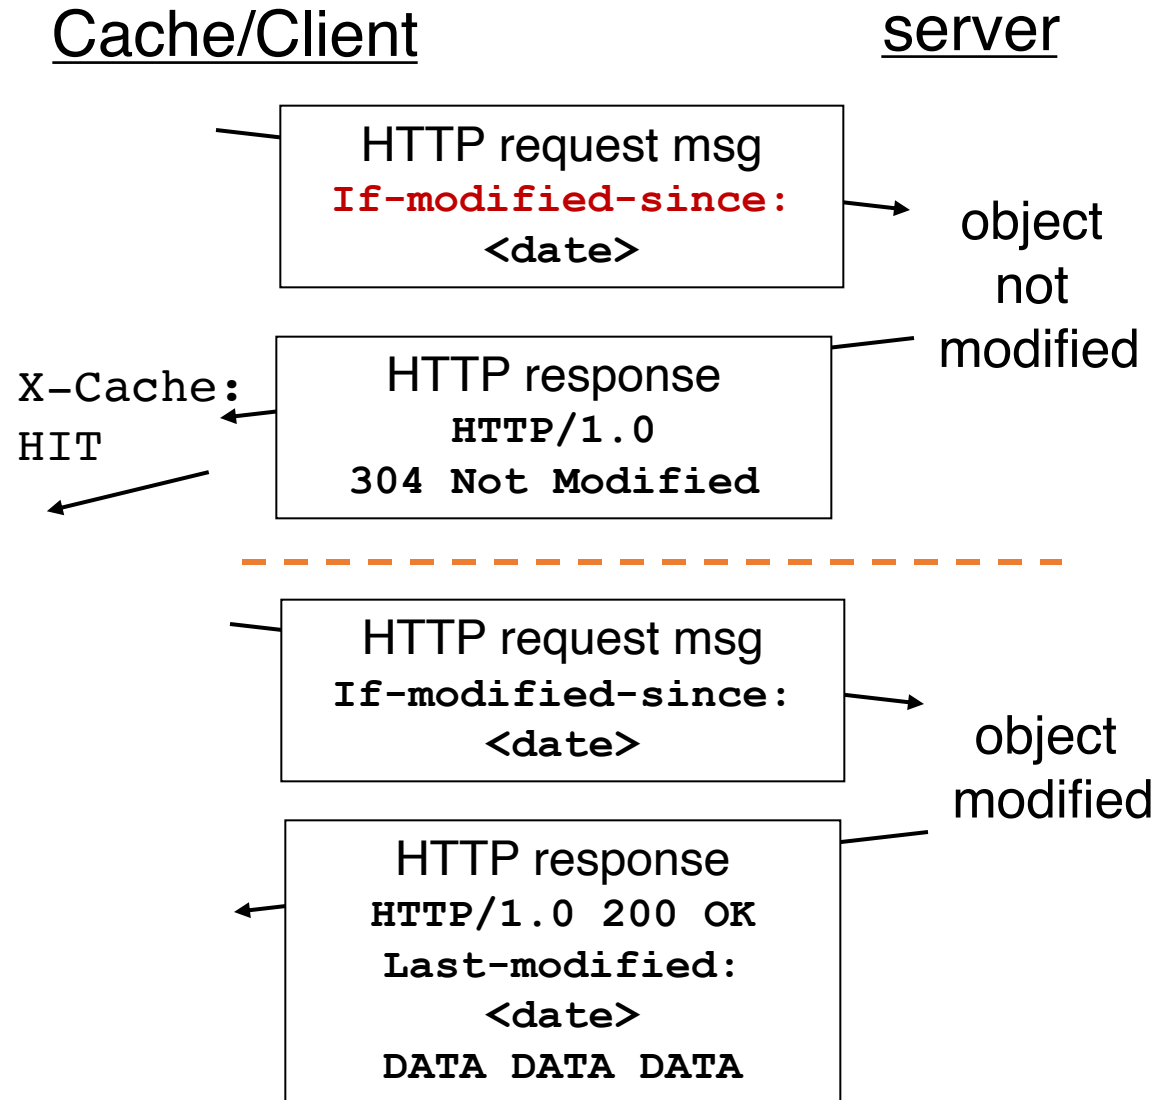 Cache/Client
server
HTTP request msg
If-modified-since:
<date>
object
not
modified
HTTP response
HTTP/1.0
304 Not Modified
X-Cache:
HIT
HTTP request msg
If-modified-since:
<date>
object
modified
HTTP response
HTTP/1.0 200 OK
Last-modified:
<date>
DATA DATA DATA